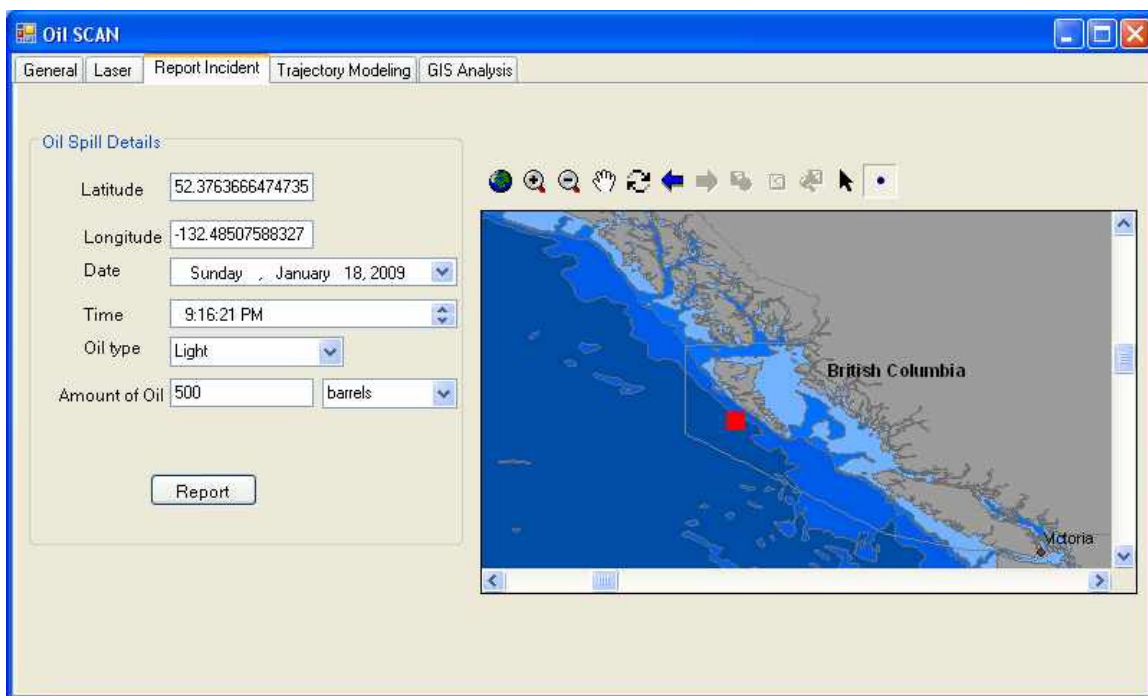 Oil SCAN
General Laser Report Incident Trajectory Modeling GIS Analysis
Oil Spill Details
Latitude 52.3763666474735
Longitude -132.48507588327
Date Sunday , January 18, 2009
Time 9:16:21 PM
Oil type Light
Amount of Oil 500 barrels
Report
British Columbia
Victoria